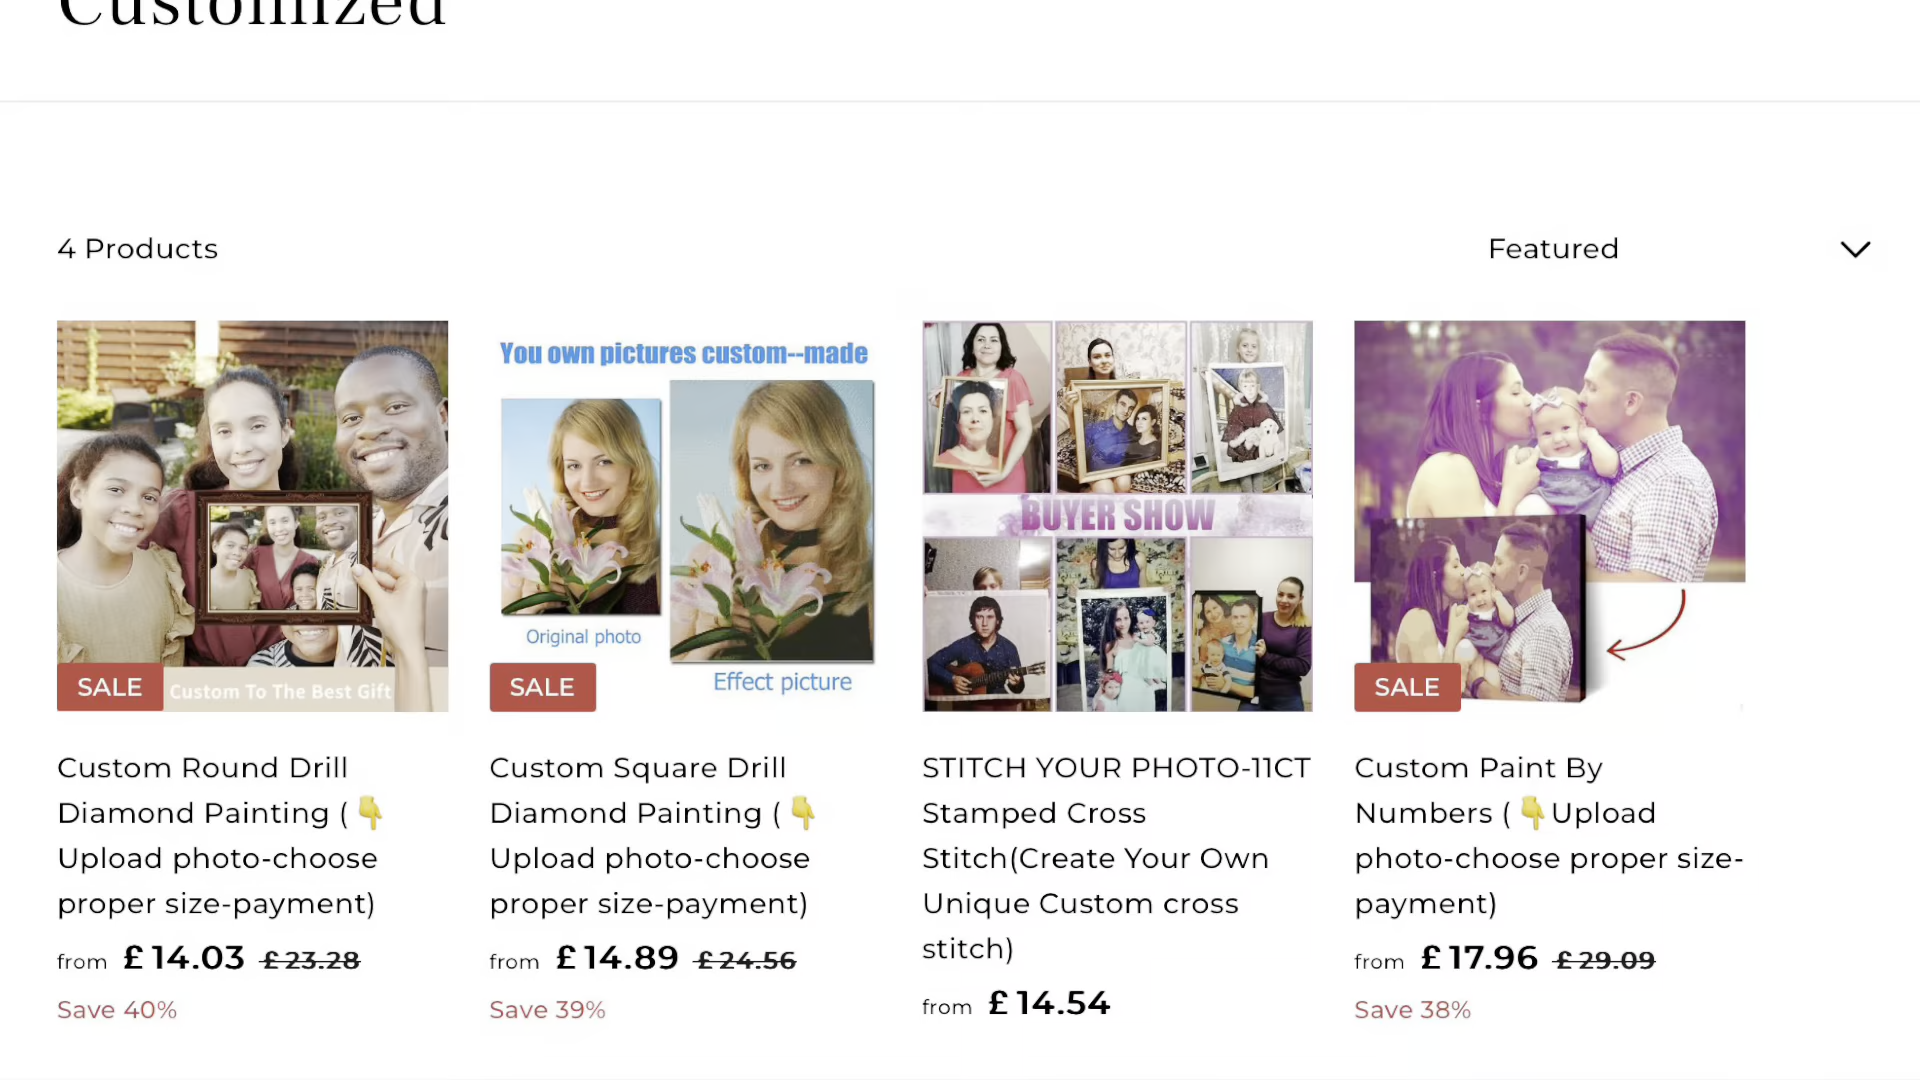 Customized
4 Products
Featured
You own pictures custom--made
Original photo
Effect picture
BUYER SHOW
SALE
Custom To The Best Gift
SALE
SALE
Custom Round Drill
Diamond Painting ( 👇
Upload photo-choose
proper size-payment)
from £14.03 £23.28
Save 40%
Custom Square Drill
Diamond Painting ( 👇
Upload photo-choose
proper size-payment)
from £14.89 £24.56
Save 39%
STITCH YOUR PHOTO-11CT
Stamped Cross
Stitch(Create Your Own
Unique Custom cross
stitch)
from £14.54
Custom Paint By
Numbers ( 👇Upload
photo-choose proper size-
payment)
from £17.96 £29.09
Save 38%